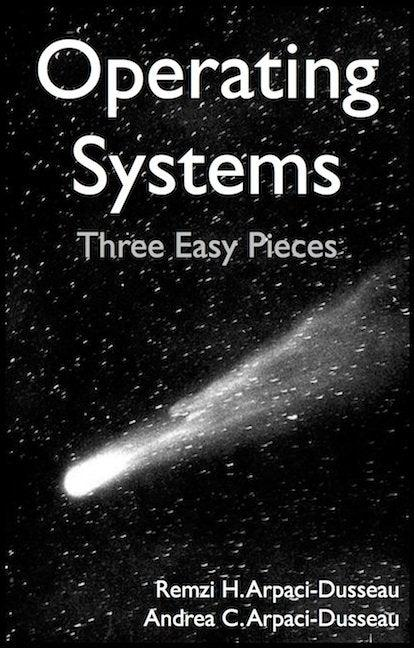 Operating
Systems
Three Easy Pieces
Remzi H. Arpaci-Dusseau
Andrea C. Arpaci-Dusseau